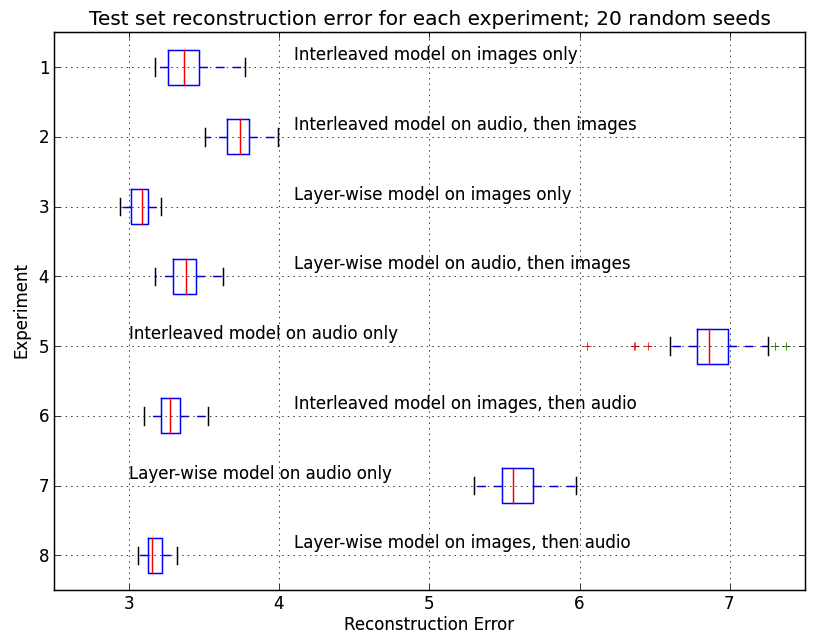 Test set reconstruction error for each experiment; 20 random seeds
1
Interleaved model on images only
2
Interleaved model on audio, then images
3
Layer-wise model on images only
4
Layer-wise model on audio, then images
Experiment
5
Interleaved model on audio only
6
Interleaved model on images, then audio
7
Layer-wise model on audio only
8
Layer-wise model on images, then audio
3 4 5 6 7
Reconstruction Error